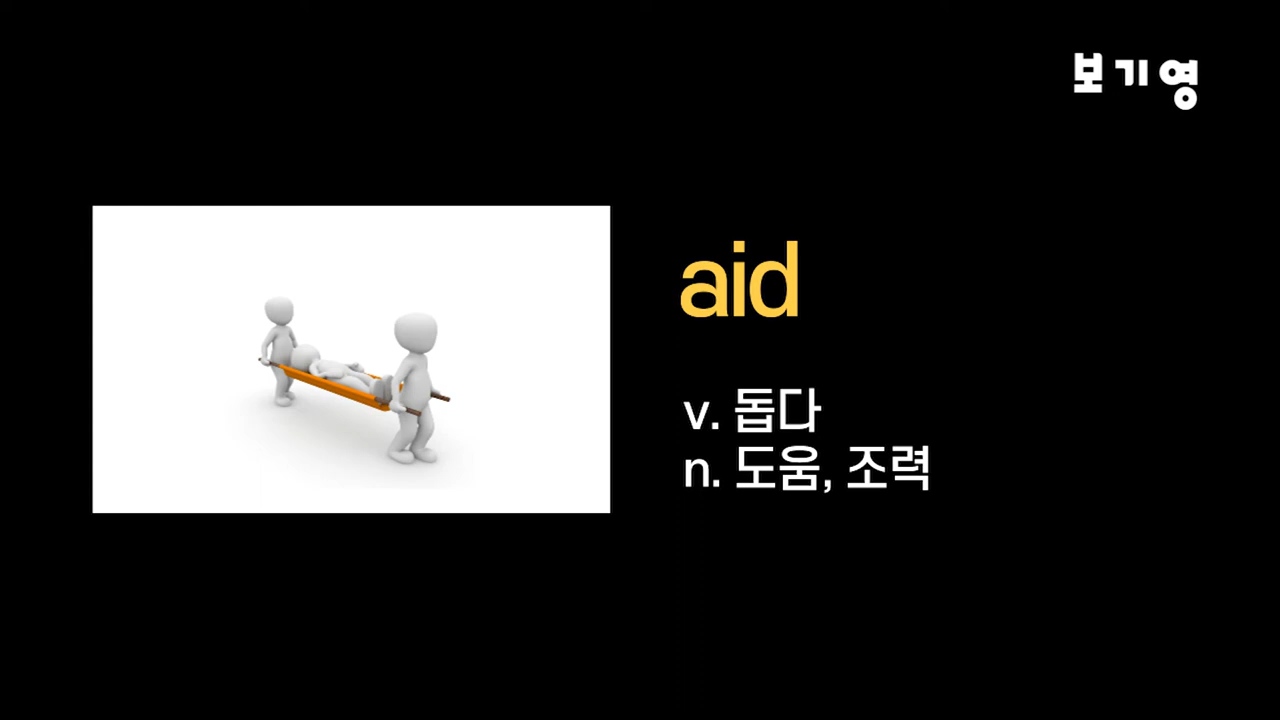 보기영
aid
v. 돕다
n. 도움, 조력